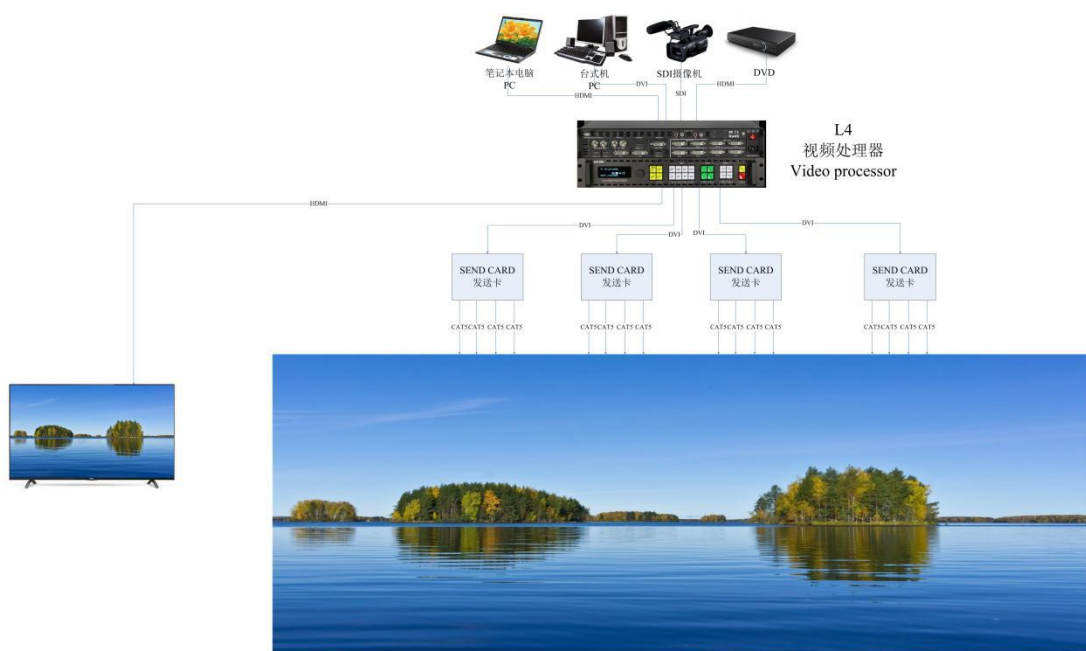 笔记本电脑
PC
台式机
PC
SDI摄像机
DVD
HDMI
DVI
SDI
HDMI
L4
视频处理器
Video processor
HDMI
DVI
DVI
DVI
DVI
SEND CARD
发送卡
SEND CARD
发送卡
SEND CARD
发送卡
SEND CARD
发送卡
CAT5 CAT5 CAT5 CAT5
CAT5 CAT5 CAT5 CAT5
CAT5 CAT5 CAT5 CAT5
CAT5 CAT5 CAT5 CAT5